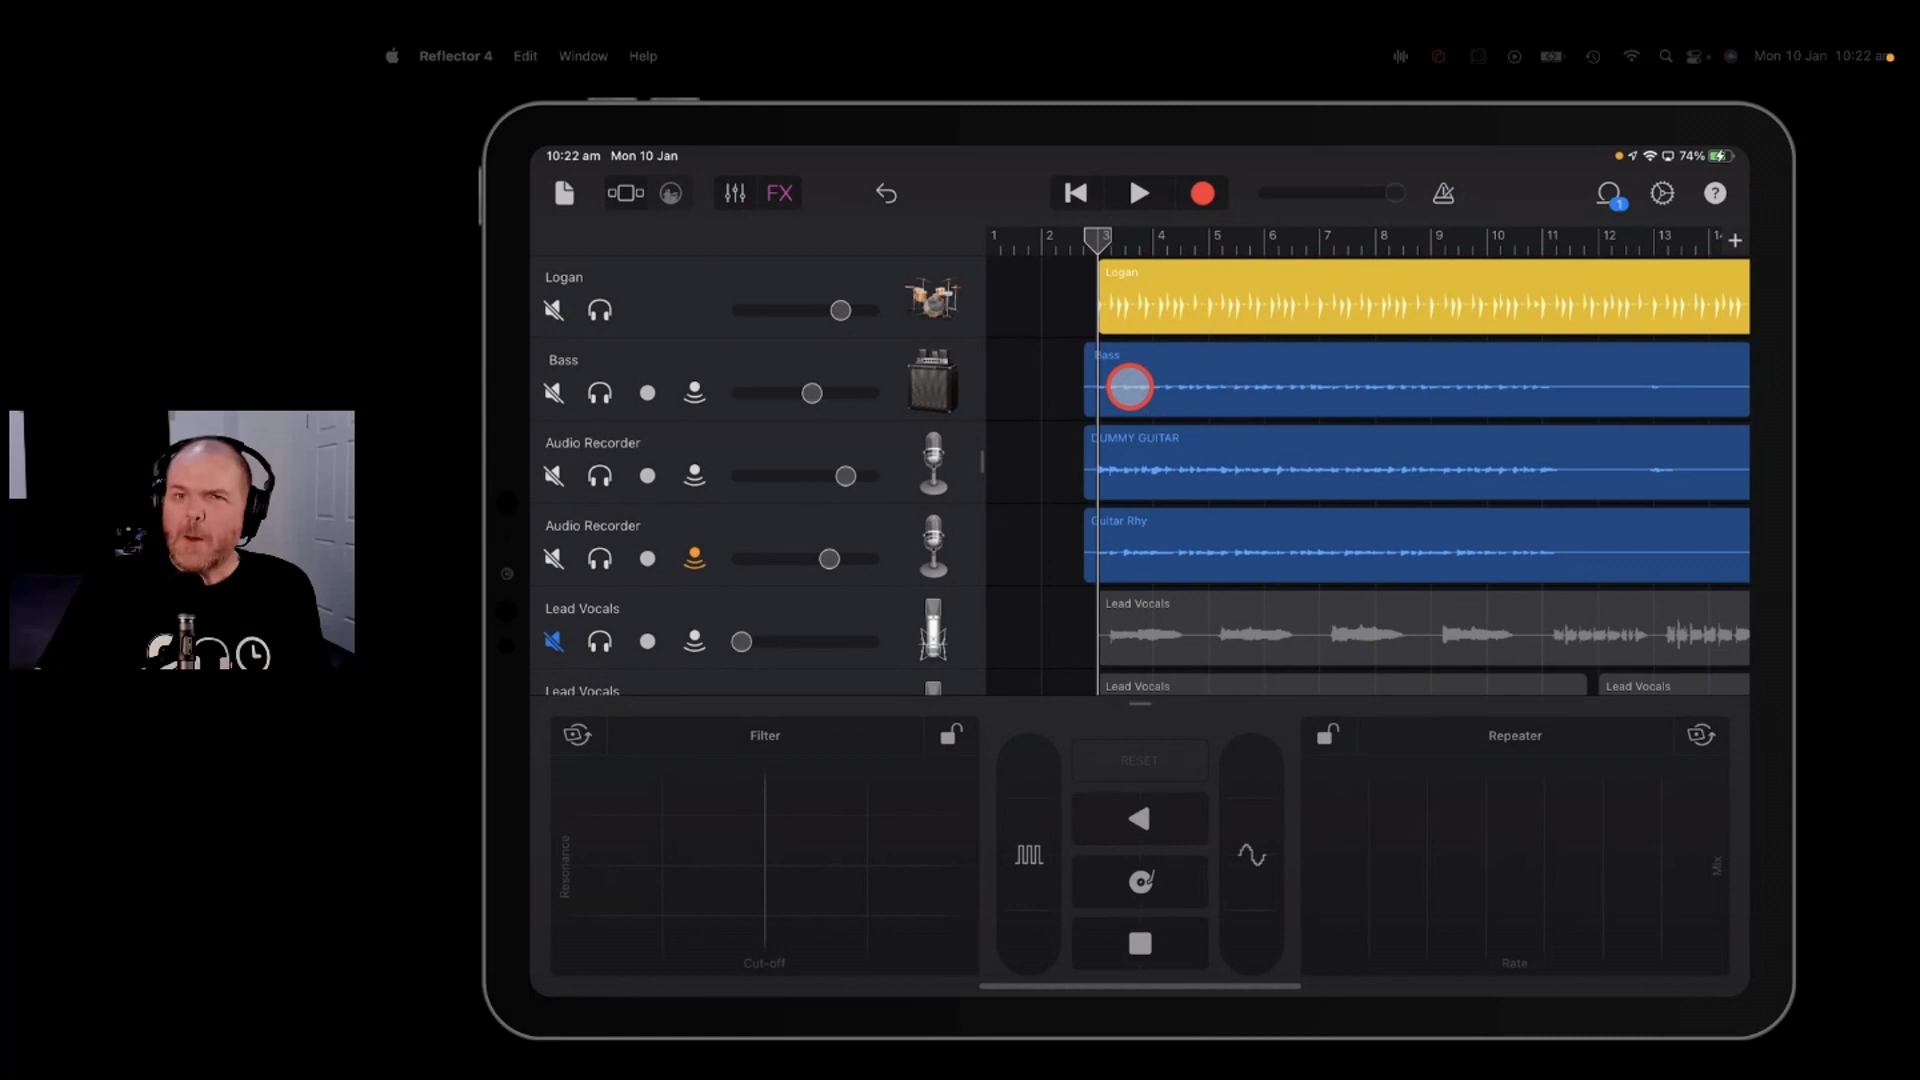 Reflector 4 Edit Window Help
Mon 10 Jan 10:22 am
10:22 am Mon 10 Jan
74%
FX
1
?
1 2 3 4 5 6 7 8 9 10 11 12 13
Logan
Logan
Bass
Bass
Audio Recorder
DUMMY GUITAR
Audio Recorder
Guitar Rhy
Lead Vocals
Lead Vocals
Lead Vocals
Lead Vocals
Lead Vocals
Filter
RESET
Repeater
Resonance
Mix
Cut-off
Rate